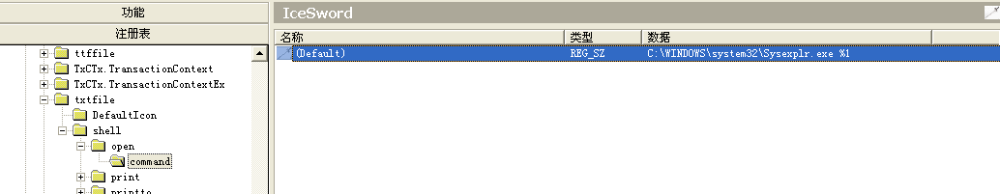 功能
注册表
ttffile
TxCTx.TransactionContext
TxCTx.TransactionContextEx
txtfile
DefaultIcon
shell
open
command
print
printto
IceSword
名称 类型 数据
(Default) REG_SZ C:\WINDOWS\system32\Sysexplr.exe %1